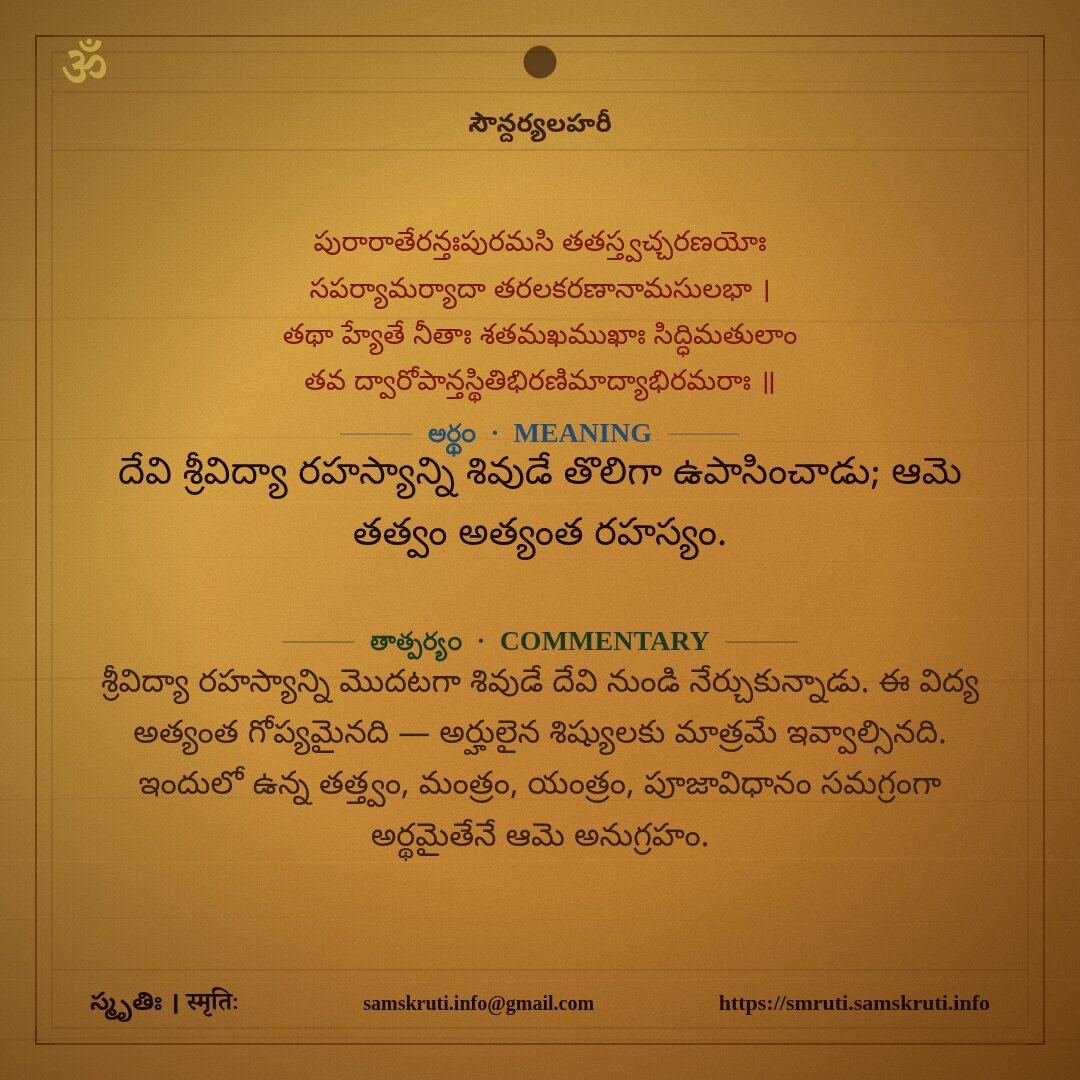 ॐ
సౌన్దర్యలహరీ
పురారాతేరన్తఃపురమసి తతస్త్వచ్చరణయోః
సపర్యామర్యాదా తరలకరణానామసులభా |
తథా హ్యేతే నీతాః శతమఖముఖాః సిద్ధిమతులాం
తవ ద్వారోపాన్తస్థితిభిరణిమాద్యాభిరమరాః ‖
అర్థం · MEANING
దేవి శ్రీవిద్యా రహస్యాన్ని శివుడే తొలిగా ఉపాసించాడు; ఆమె
తత్వం అత్యంత రహస్యం.
తాత్పర్యం · COMMENTARY
శ్రీవిద్యా రహస్యాన్ని మొదటగా శివుడే దేవి నుండి నేర్చుకున్నాడు. ఈ విద్య
అత్యంత గోప్యమైనది — అర్హులైన శిష్యులకు మాత్రమే ఇవ్వాల్సినది.
ఇందులో ఉన్న తత్త్వం, మంత్రం, యంత్రం, పూజావిధానం సమగ్రంగా
అర్థమైతేనే ఆమె అనుగ్రహం.
స్మృతిః | स्मृतिः samskruti.info@gmail.com https://smruti.samskruti.info